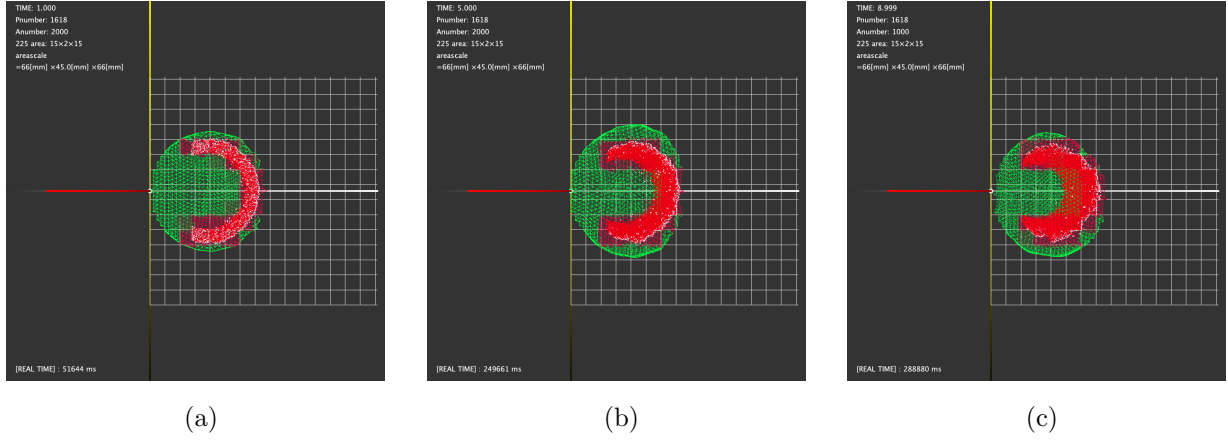 TIME: 1.000
Pnumber: 1618
Anumber: 2000
225 area: 15×2×15
areascale
=66[mm] ×45.0[mm] ×66[mm]
[REAL TIME] : 51644 ms
(a)
TIME: 5.000
Pnumber: 1618
Anumber: 2000
225 area: 15×2×15
areascale
=66[mm] ×45.0[mm] ×66[mm]
[REAL TIME] : 249661 ms
(b)
TIME: 8.999
Pnumber: 1618
Anumber: 1000
225 area: 15×2×15
areascale
=66[mm] ×45.0[mm] ×66[mm]
[REAL TIME] : 288880 ms
(c)